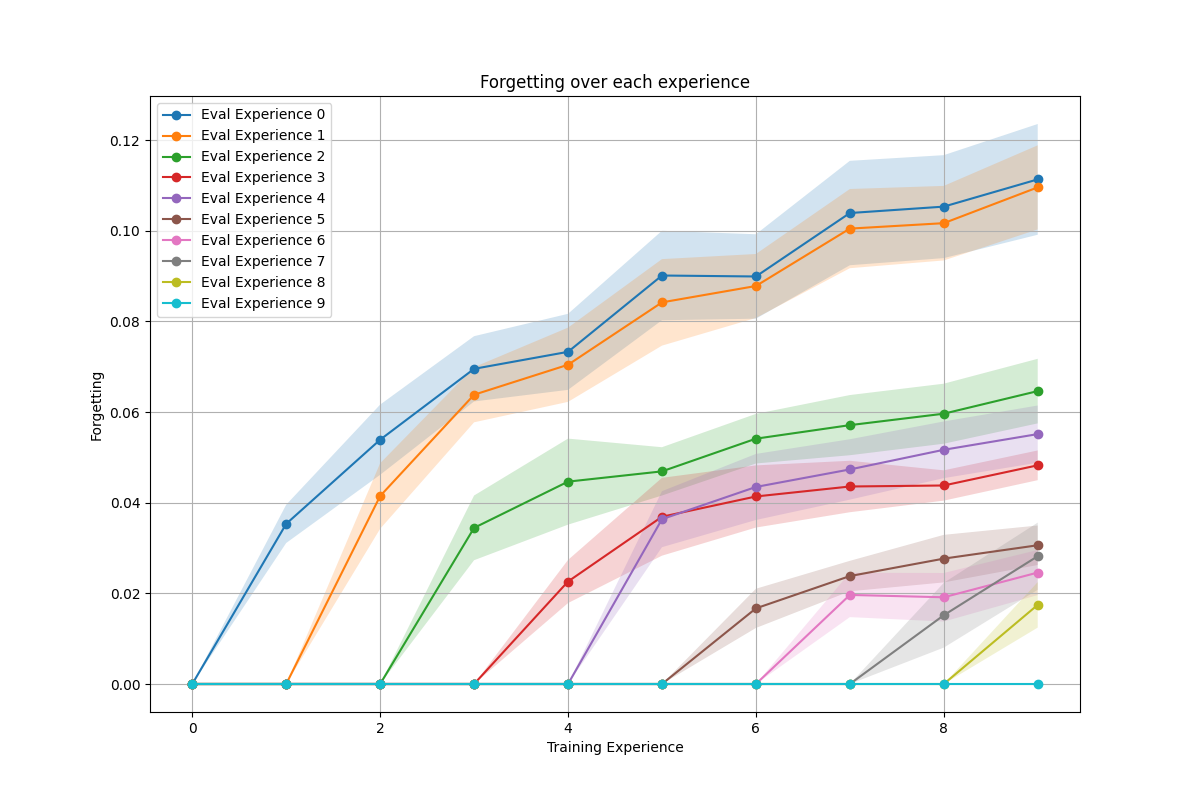 Forgetting over each experience
Eval Experience 0
Eval Experience 1
Eval Experience 2
Eval Experience 3
Eval Experience 4
Eval Experience 5
Eval Experience 6
Eval Experience 7
Eval Experience 8
Eval Experience 9
0.12
0.10
0.08
0.06
0.04
0.02
0.00
Forgetting
0 2 4 6 8
Training Experience